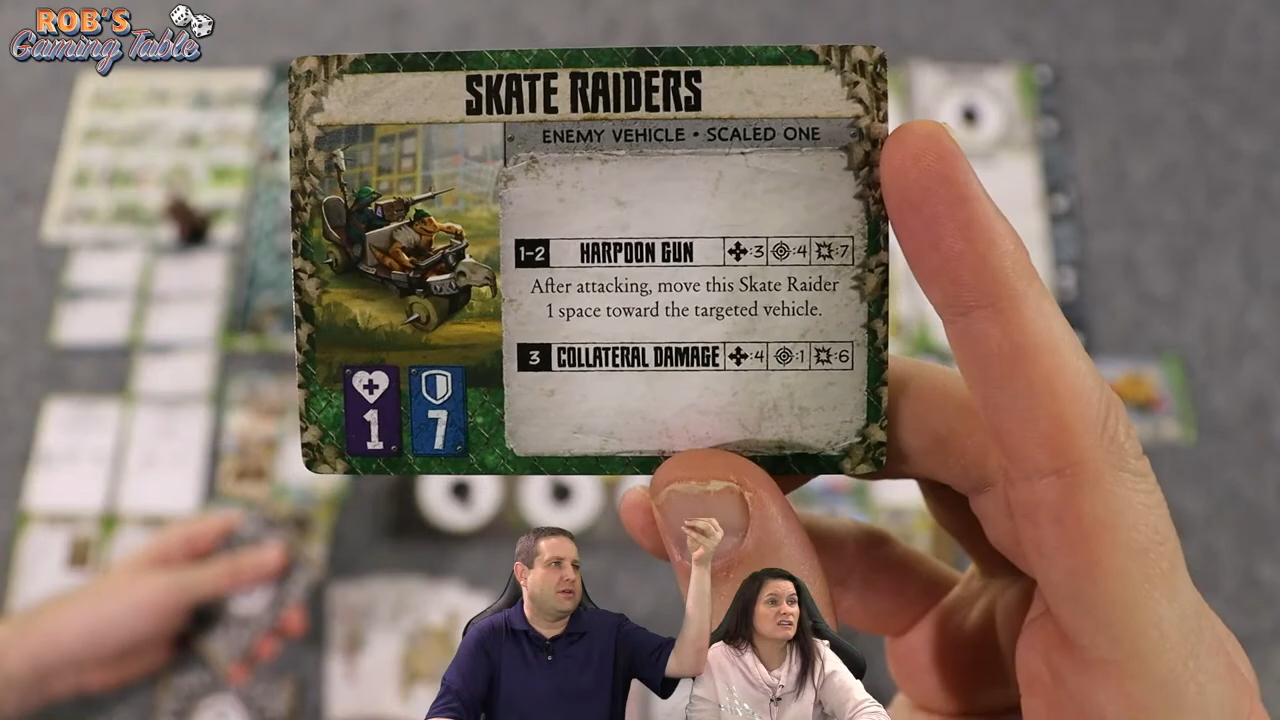 ROB'S
Gaming Table
SKATE RAIDERS
ENEMY VEHICLE • SCALED ONE
1-2 HARPOON GUN :3 :4 :7
After attacking, move this Skate Raider
1 space toward the targeted vehicle.
3 COLLATERAL DAMAGE :4 :1 :6
1 7